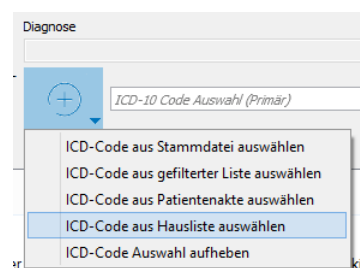 Diagnose
ICD-10 Code Auswahl (Primär)
ICD-Code aus Stammdatei auswählen
ICD-Code aus gefilterter Liste auswählen
ICD-Code aus Patientenakte auswählen
ICD-Code aus Hausliste auswählen
ICD-Code Auswahl aufheben